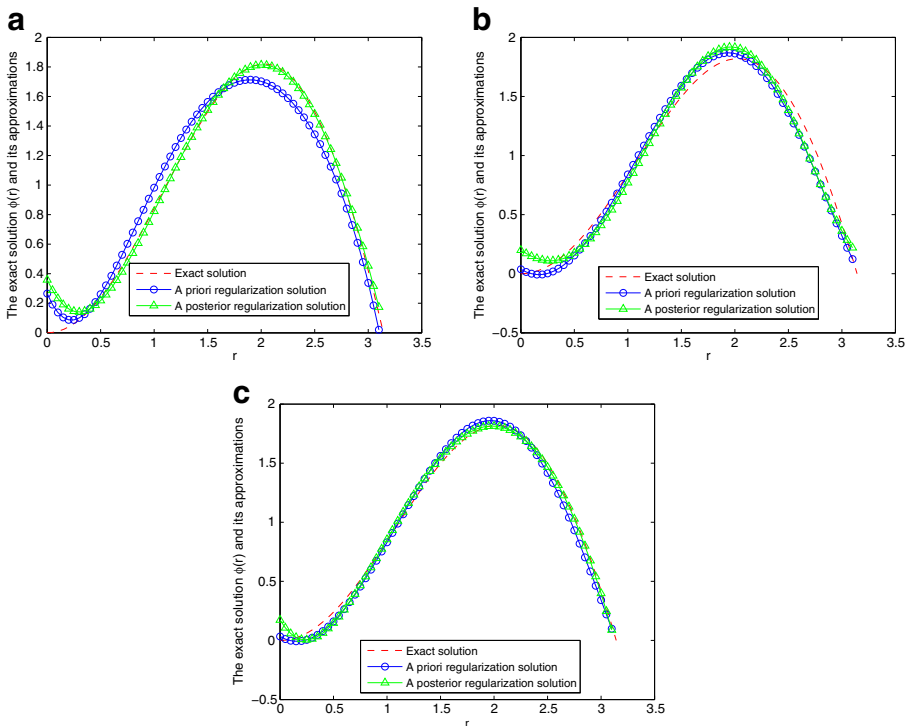 a
The exact solution ϕ(r) and its approximations
2
1.8
1.6
1.4
1.2
1
0.8
0.6
0.4
0.2
0
Exact solution
A priori regularization solution
A posterior regularization solution
0 0.5 1 1.5 2 2.5 3 3.5
r
b
The exact solution ϕ(r) and its approximations
2
1.5
1
0.5
0
−0.5
Exact solution
A priori regularization solution
A posterior regularization solution
0 0.5 1 1.5 2 2.5 3 3.5
r
c
The exact solution ϕ(r) and its approximations
2
1.5
1
0.5
0
−0.5
Exact solution
A priori regularization solution
A posterior regularization solution
0 0.5 1 1.5 2 2.5 3 3.5
r